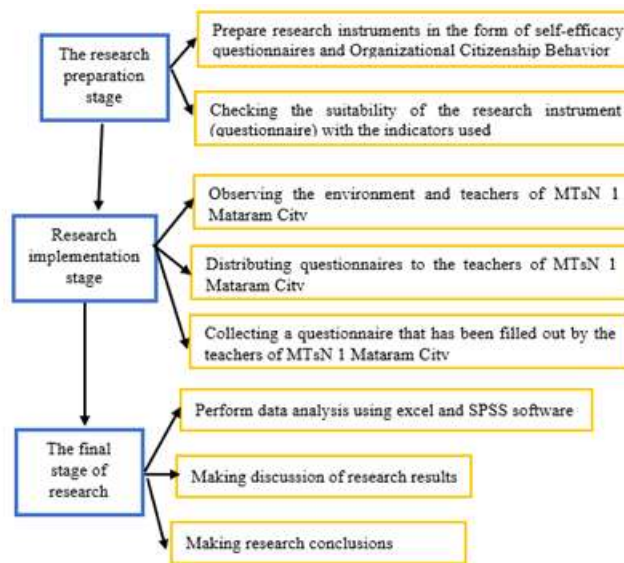 The research
preparation
stage
Prepare research instruments in the form of self-efficacy
questionnaires and Organizational Citizenship Behavior
Checking the suitability of the research instrument
(questionnaire) with the indicators used
Research
implementation
stage
Observing the environment and teachers of MTsN 1
Mataram City
Distributing questionnaires to the teachers of MTsN 1
Mataram City
Collecting a questionnaire that has been filled out by the
teachers of MTsN 1 Mataram City
The final
stage of
research
Perform data analysis using excel and SPSS software
Making discussion of research results
Making research conclusions